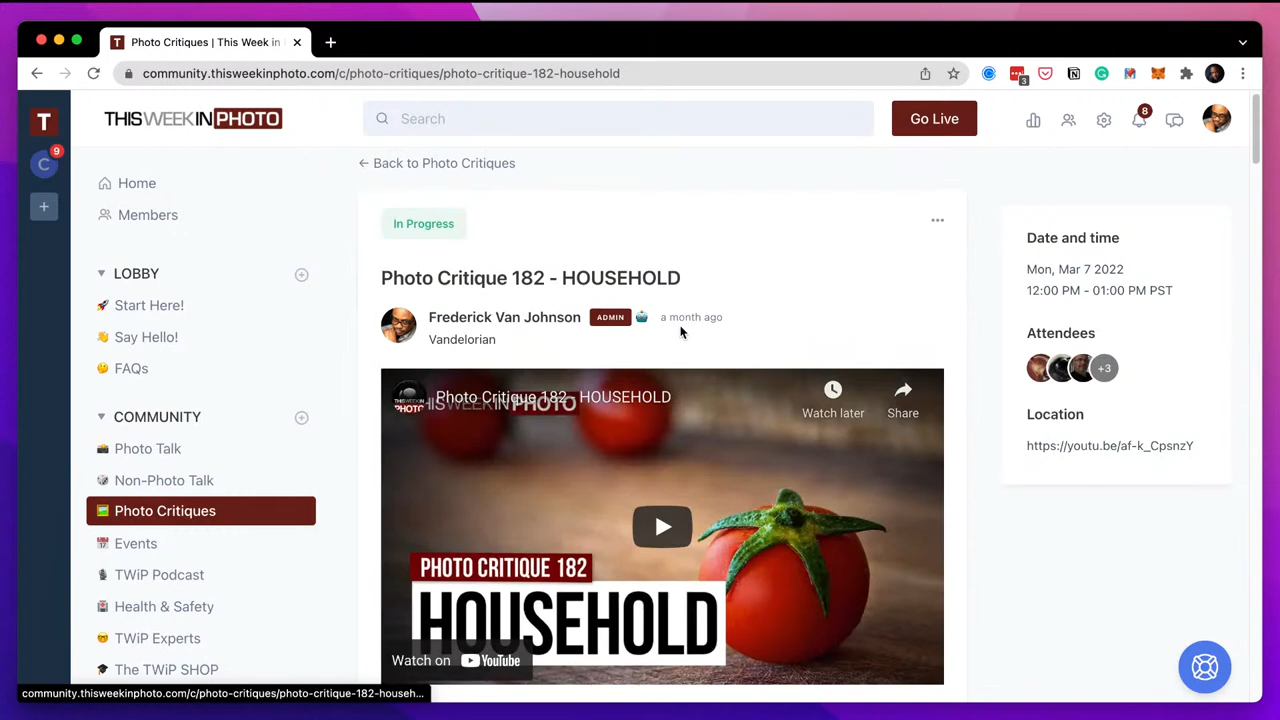 Photo Critiques | This Week in
community.thisweekinphoto.com/c/photo-critiques/photo-critique-182-household
3
T
THISWEEKINPHOTO
Search
Go Live
8
C
9
+
Home
Members
LOBBY
Start Here!
Say Hello!
FAQs
COMMUNITY
Photo Talk
Non-Photo Talk
Photo Critiques
Events
TWiP Podcast
Health & Safety
TWiP Experts
The TWiP SHOP
← Back to Photo Critiques
In Progress
Photo Critique 182 - HOUSEHOLD
Frederick Van Johnson ADMIN a month ago
Vandelorian
Photo Critique 182 - HOUSEHOLD
THISWEEKINPHOTO
Watch later
Share
PHOTO CRITIQUE 182
HOUSEHOLD
Watch on YouTube
Date and time
Mon, Mar 7 2022
12:00 PM - 01:00 PM PST
Attendees
+3
Location
https://youtu.be/af-k_CpsnzY
community.thisweekinphoto.com/c/photo-critiques/photo-critique-182-househ...